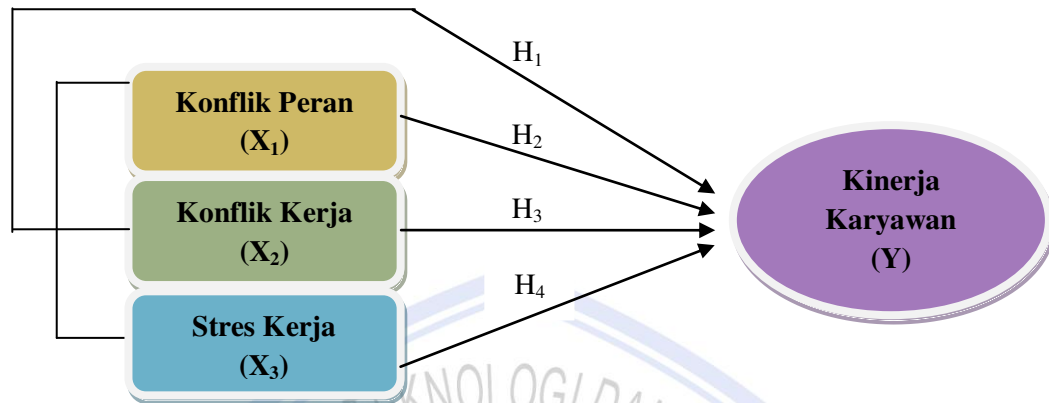 H₁
Konflik Peran
(X₁)
H₂
Konflik Kerja
(X₂)
H₃
Kinerja
Karyawan
(Y)
Stres Kerja
(X₃)
H₄